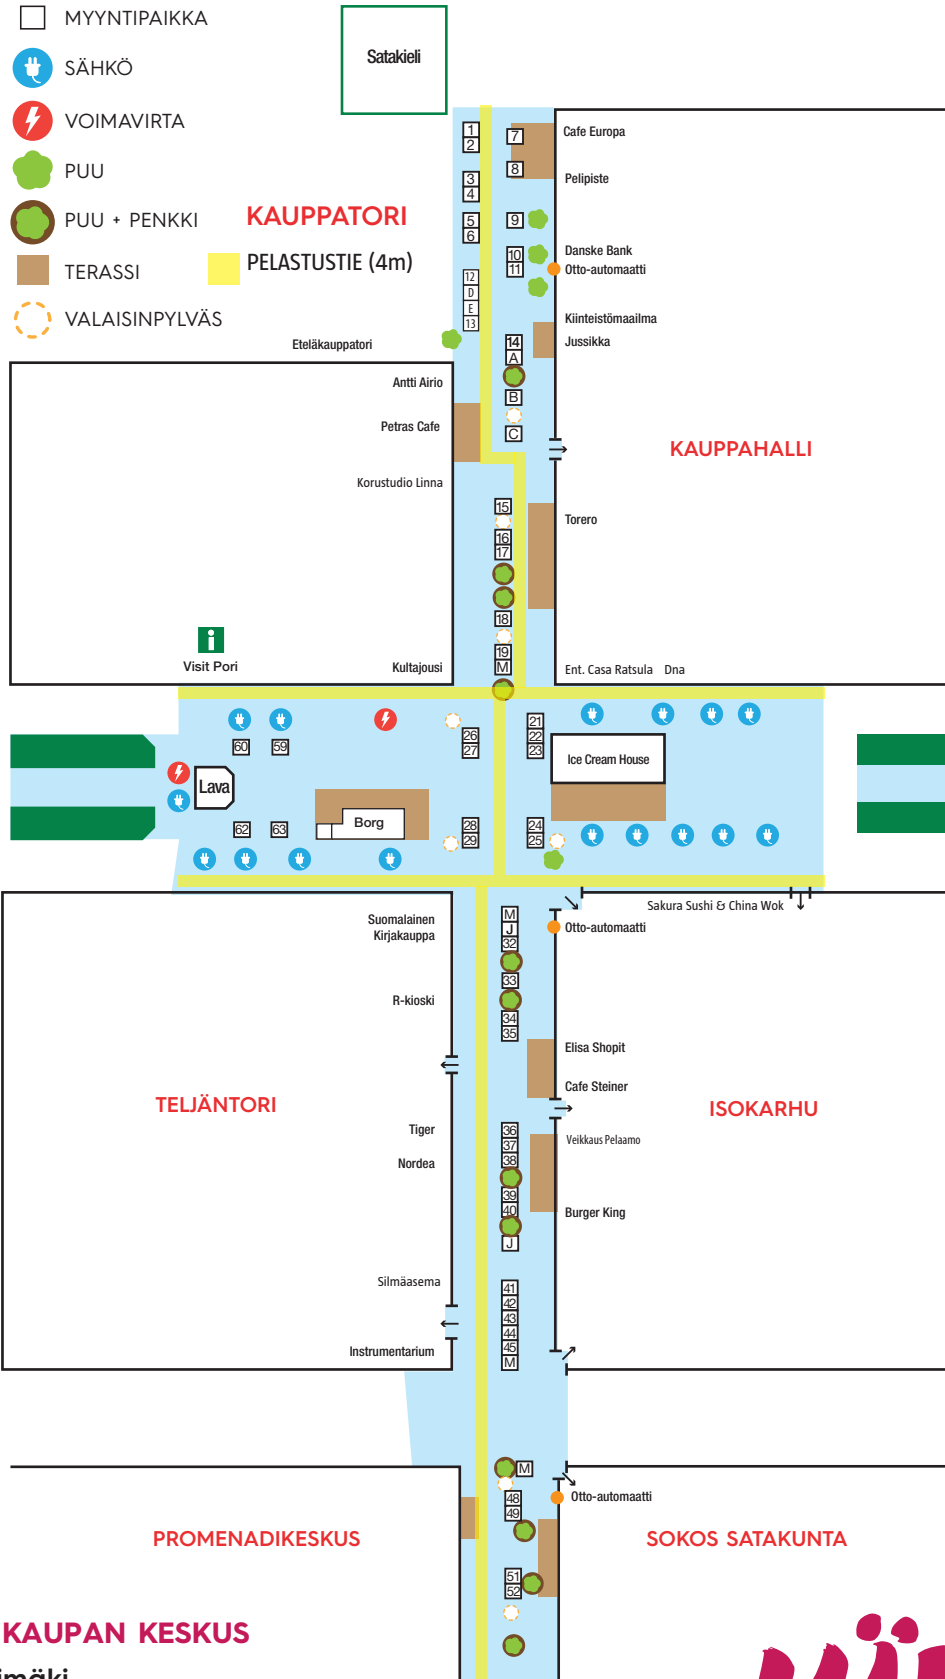 MYYNTIPAIKKA
SÄHKÖ
VOIMAVIRTA
PUU
PUU + PENKKI
TERASSI
VALAISINPYLVÄS
KAUPPATORI
PELASTUSTIE (4m)
Satakieli
1
2
3
4
5
6
12
D
E
13
7
8
9
10
11
14
A
B
C
Cafe Europa
Pelipiste
Danske Bank
Otto-automaatti
Kiinteistömaailma
Jussikka
Eteläkauppatori
Antti Airio
Petras Cafe
Korustudio Linna
KAUPPAHALLI
15
16
17
18
19
M
Torero
i
Visit Pori
Kultajousi
Ent. Casa Ratsula Dna
60
59
26
27
21
22
23
Ice Cream House
Lava
62
63
Borg
28
29
24
25
Suomalainen
Kirjakauppa
R-kioski
M
J
32
33
34
35
Sakura Sushi & China Wok
Otto-automaatti
Elisa Shopit
Cafe Steiner
TELJÄNTORI
ISOKARHU
Tiger
Nordea
36
37
38
39
40
J
Veikkaus Pelaamo
Burger King
Silmäasema
Instrumentarium
41
42
43
44
45
M
M
48
49
Otto-automaatti
PROMENADIKESKUS
SOKOS SATAKUNTA
51
52
KAUPAN KESKUS